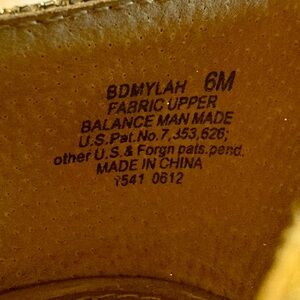 BDMYLAH 6M
FABRIC UPPER
BALANCE MAN MADE
U.S.Pat.No.7,353,626;
other U.S.& Forgn pats.pend.
MADE IN CHINA
1541 0612